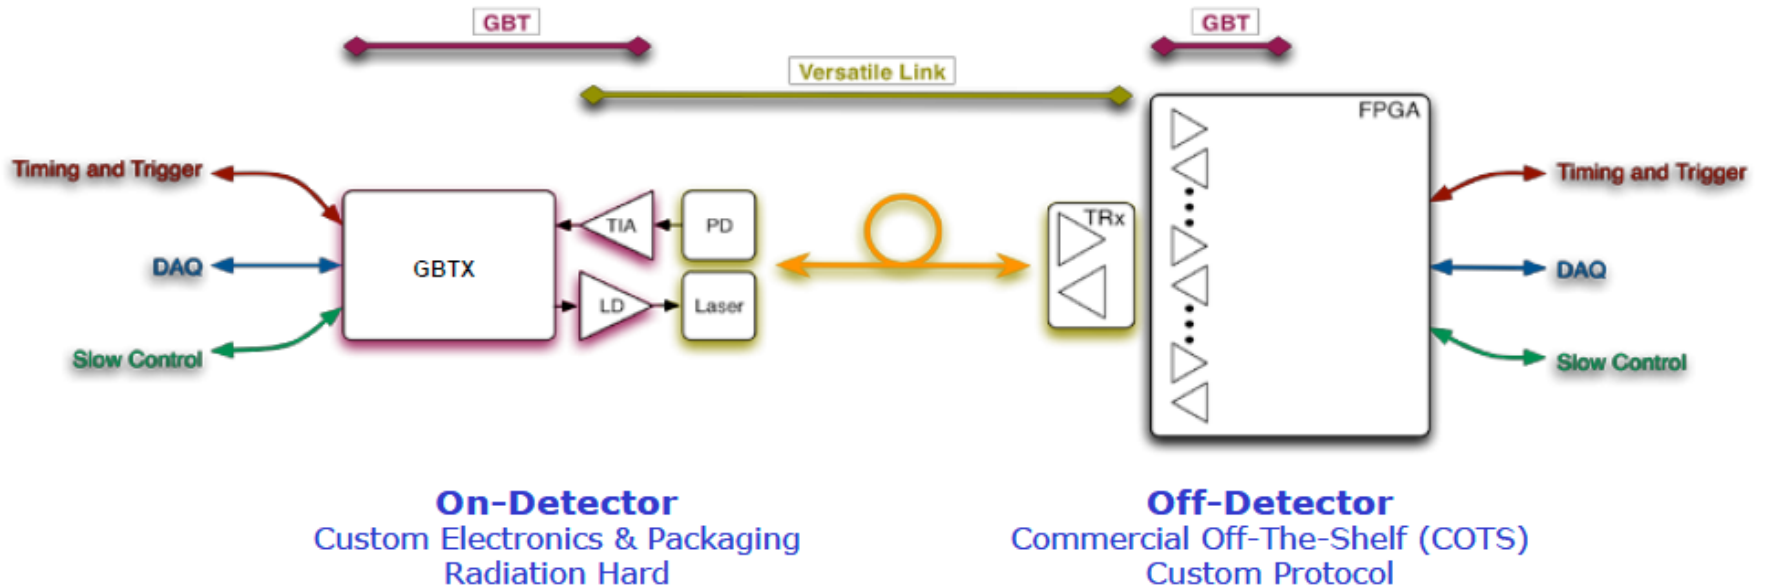 GBT
GBT
Versatile Link
FPGA
Timing and Trigger
Timing and Trigger
TIA
PD
TRx
DAQ
GBTX
DAQ
LD
Laser
Slow Control
Slow Control
On-Detector
Custom Electronics & Packaging
Radiation Hard
Off-Detector
Commercial Off-The-Shelf (COTS)
Custom Protocol